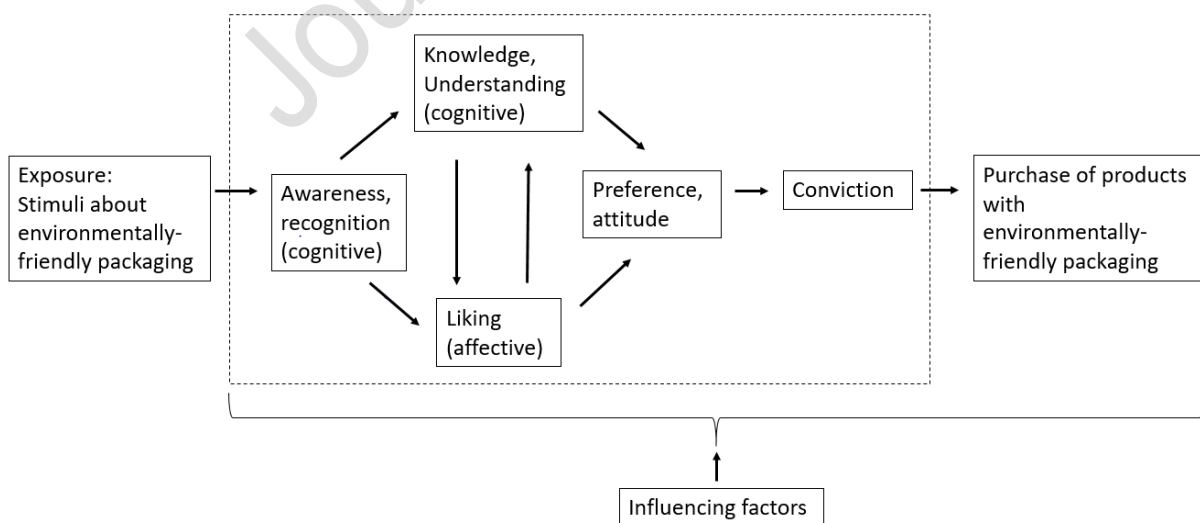 Jou
Knowledge,
Understanding
(cognitive)
Exposure:
Stimuli about
environmentally-
friendly packaging
Awareness,
recognition
(cognitive)
Preference,
attitude
Conviction
Purchase of products
with
environmentally-
friendly packaging
Liking
(affective)
Influencing factors